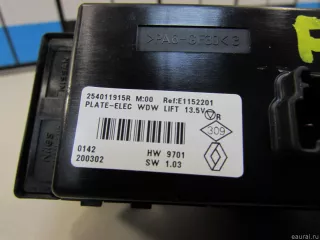 254011915R M:00 Ref:E1152201
PLATE-ELEC WDW LIFT 13.5V R
309
0142 HW 9701
200302 SW 1.03
eaural.ru